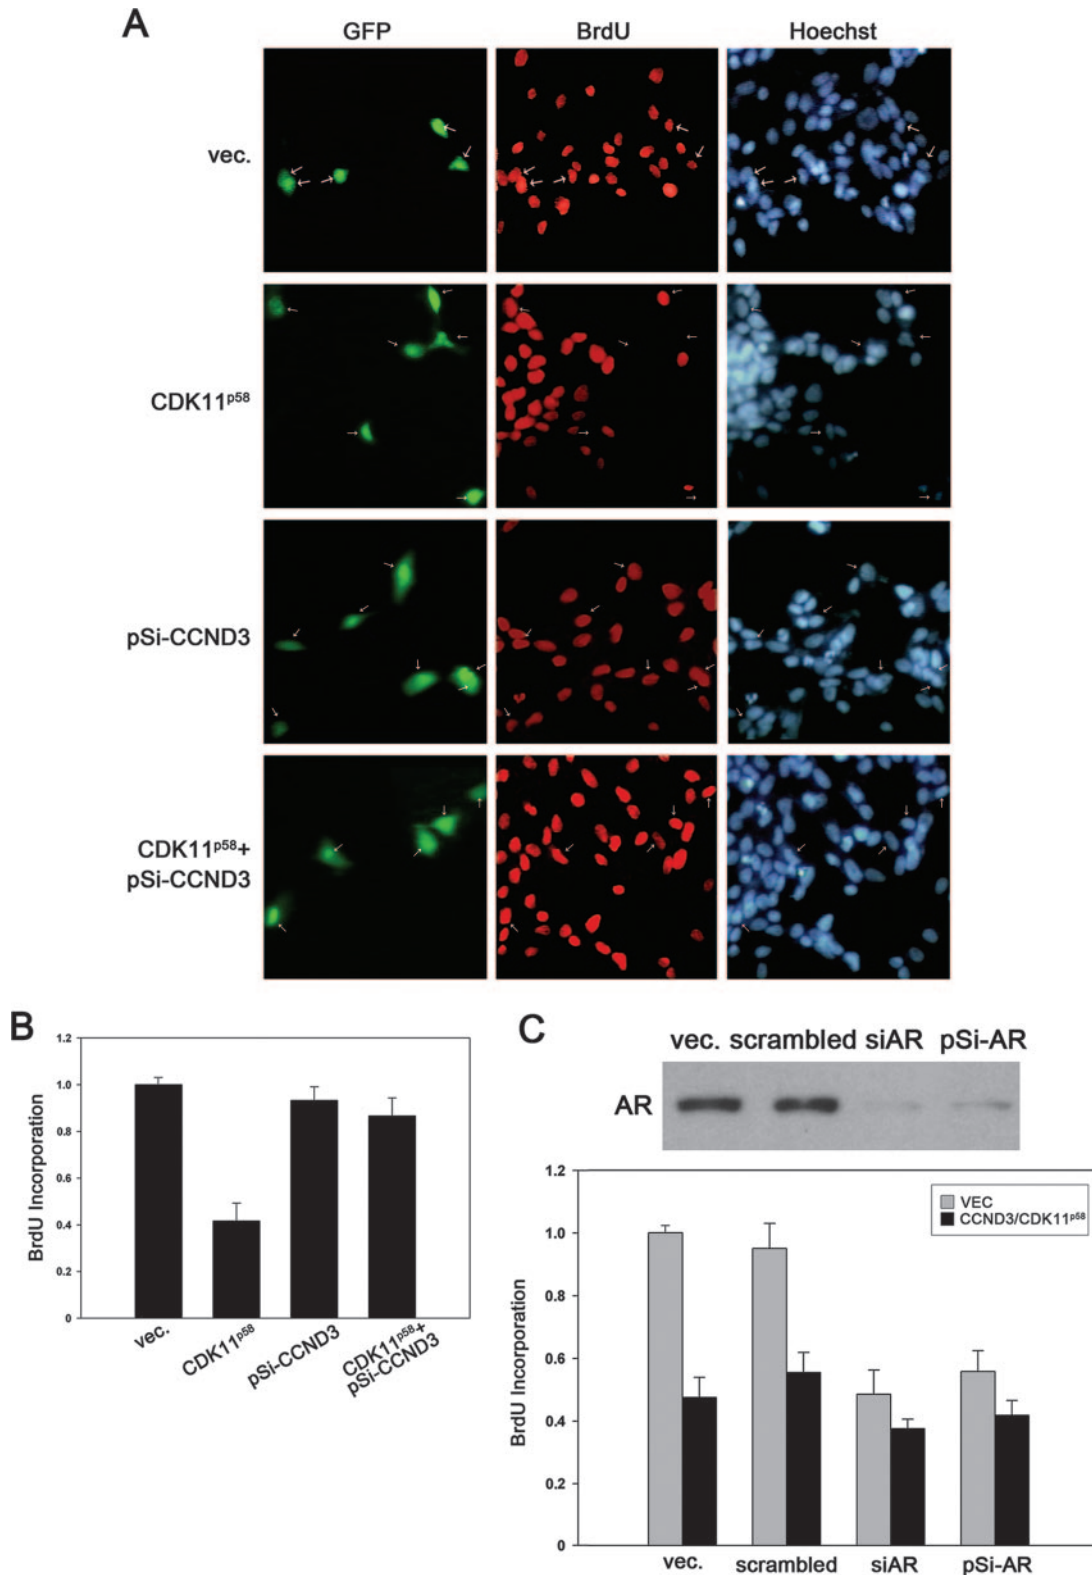 A
GFP BrdU Hoechst
vec.
CDK11p58
pSi-CCND3
CDK11p58+
pSi-CCND3
B
BrdU Incorporation
1.2
1.0
0.8
0.6
0.4
0.2
0
vec.
CDK11p58
pSi-CCND3
CDK11p58+
pSi-CCND3
C
vec. scrambled siAR pSi-AR
AR
BrdU Incorporation
1.2
1.0
0.8
0.6
0.4
0.2
0
VEC
CCND3/CDK11p58
vec. scrambled siAR pSi-AR